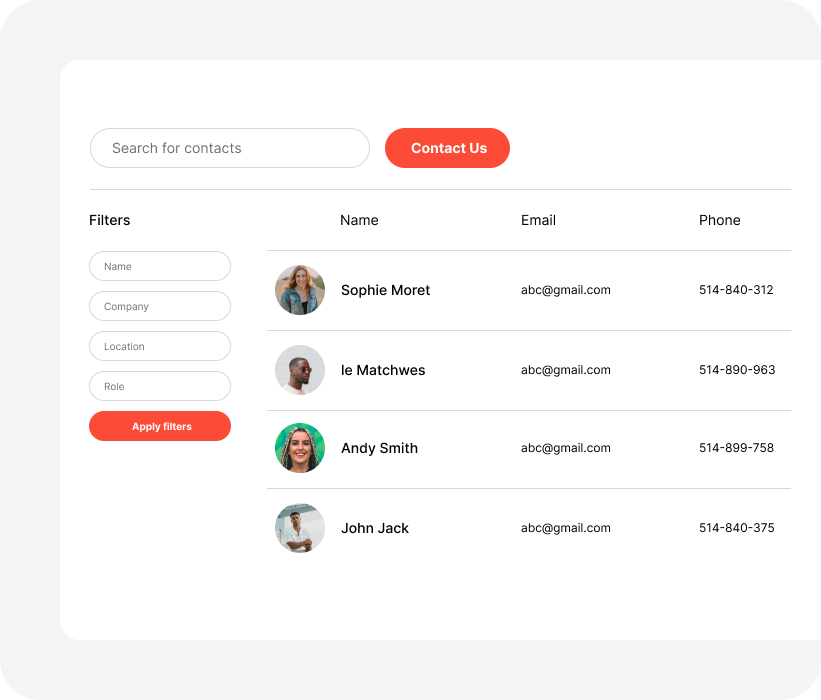 Search for contacts
Contact Us
Filters
Name
Company
Location
Role
Apply filters
Name Email Phone
Sophie Moret abc@gmail.com 514-840-312
le Matchwes abc@gmail.com 514-890-963
Andy Smith abc@gmail.com 514-899-758
John Jack abc@gmail.com 514-840-375